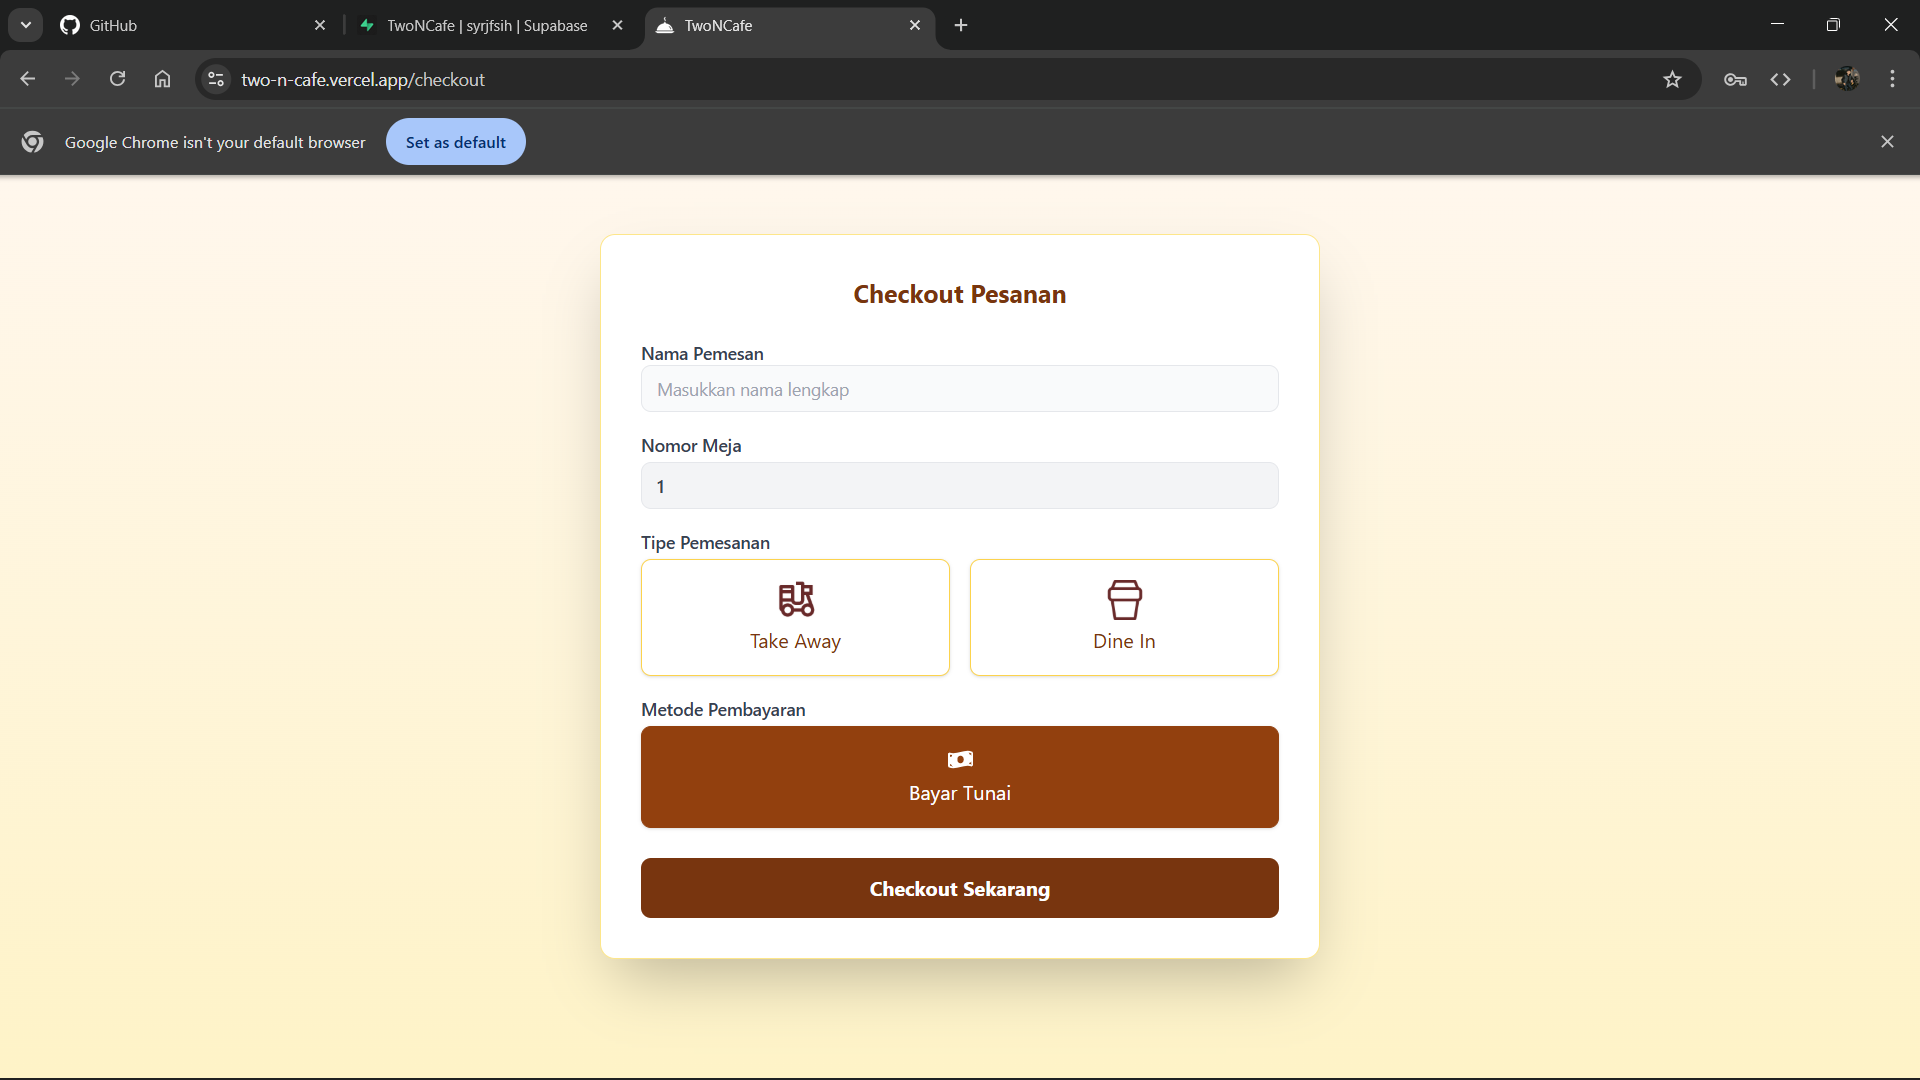 GitHub
TwoNCafe | syrjfsih | Supabase
TwoNCafe
two-n-cafe.vercel.app/checkout
Google Chrome isn't your default browser
Set as default
Checkout Pesanan
Nama Pemesan
Masukkan nama lengkap
Nomor Meja
1
Tipe Pemesanan
Take Away
Dine In
Metode Pembayaran
Bayar Tunai
Checkout Sekarang